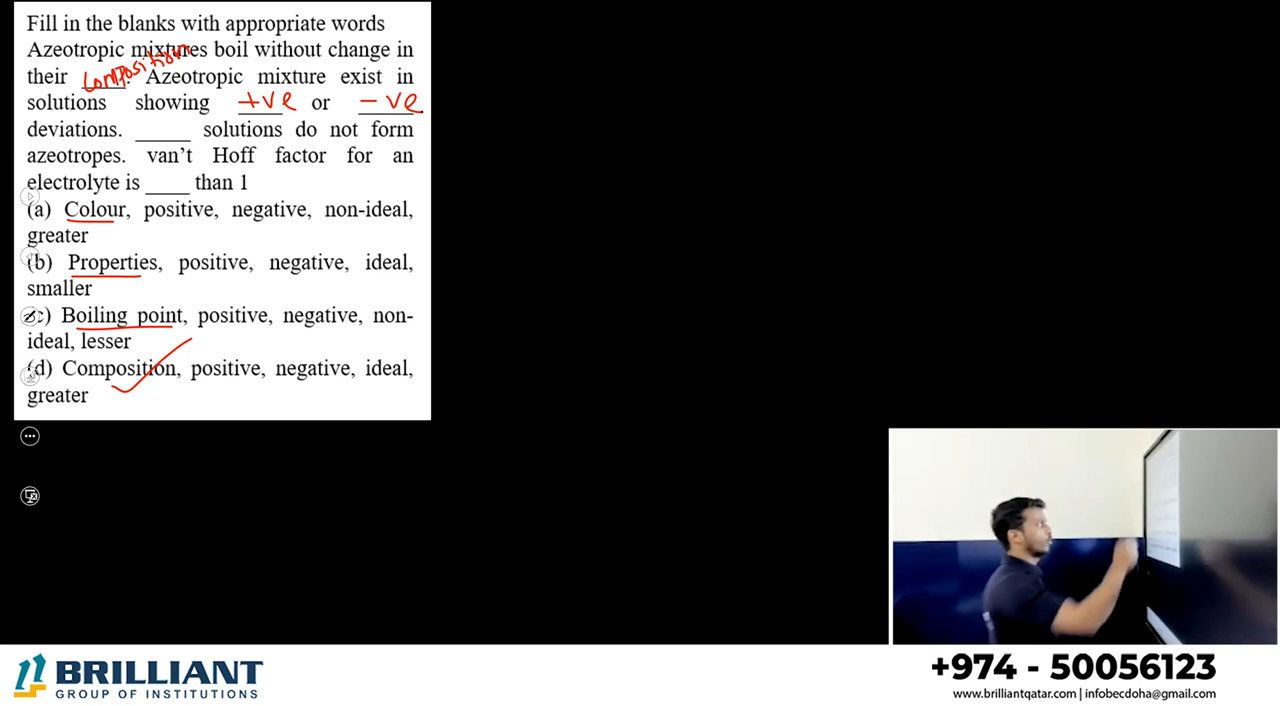 Fill in the blanks with appropriate words
Azeotropic mixtures boil without change in
their composition. Azeotropic mixture exist in
solutions showing +ve or -ve
deviations. _____ solutions do not form
azeotropes. van't Hoff factor for an
electrolyte is ____ than 1
(a) Colour, positive, negative, non-ideal,
greater
(b) Properties, positive, negative, ideal,
smaller
(c) Boiling point, positive, negative, non-
ideal, lesser
(d) Composition, positive, negative, ideal,
greater
BRILLIANT
GROUP OF INSTITUTIONS
+974 - 50056123
www.brilliantqatar.com | infobecdoha@gmail.com